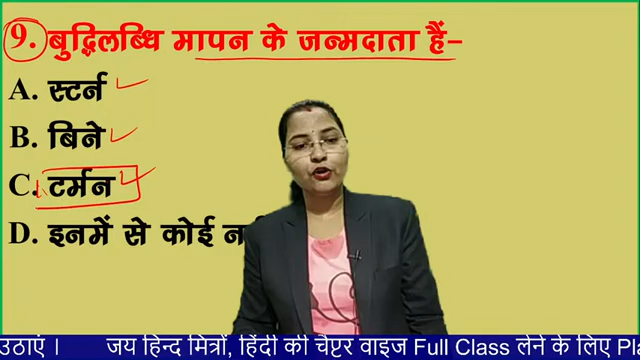 9. बुद्धिलब्धि मापन के जन्मदाता हैं–
A. स्टर्न
B. बिने
C. टर्मन
D. इनमें से कोई
उठाएं । जय हिन्द मित्रों, हिंदी की चैप्टर वाइज Full Class लेने के लिए